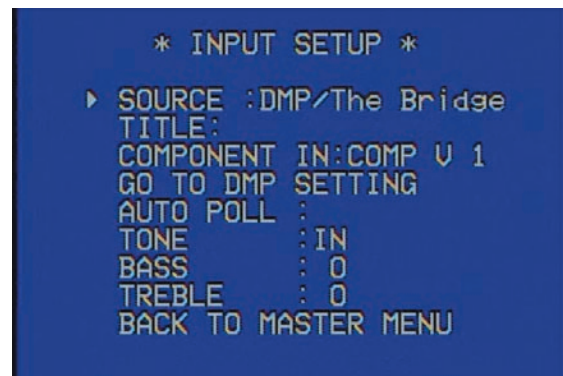 * INPUT SETUP *
SOURCE :DMP/The Bridge
TITLE:
COMPONENT IN:COMP V 1
GO TO DMP SETTING
AUTO POLL :
TONE :IN
BASS : 0
TREBLE : 0
BACK TO MASTER MENU